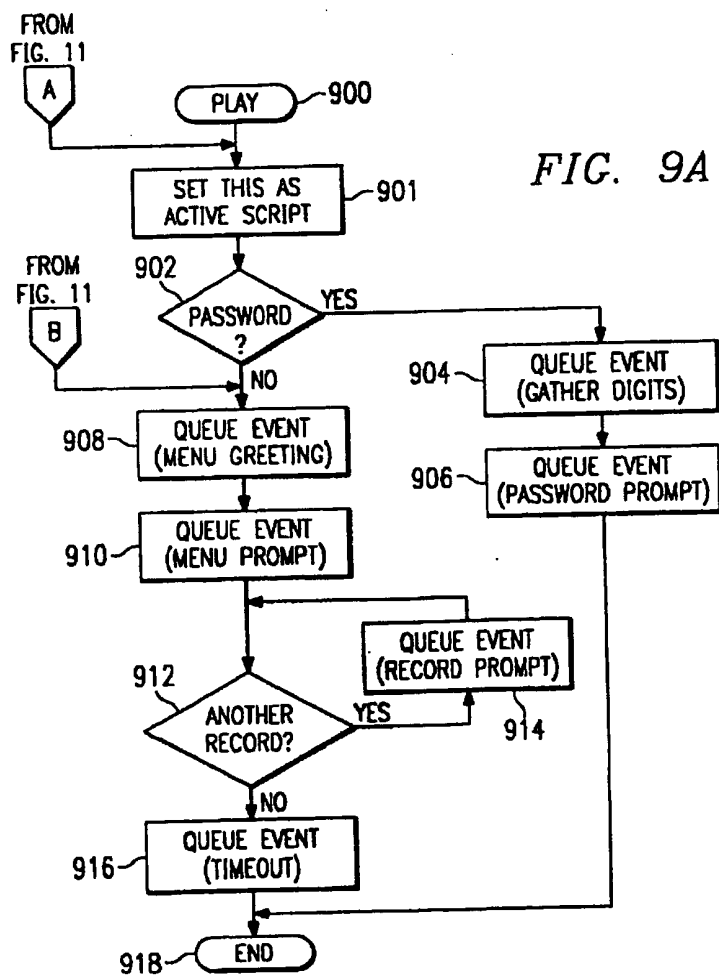 FROM
FIG. 11
A
PLAY
900
FIG. 9A
SET THIS AS
ACTIVE SCRIPT
901
FROM
FIG. 11
B
902
PASSWORD
?
YES
NO
904
QUEUE EVENT
(GATHER DIGITS)
906
QUEUE EVENT
(PASSWORD PROMPT)
908
QUEUE EVENT
(MENU GREETING)
910
QUEUE EVENT
(MENU PROMPT)
QUEUE EVENT
(RECORD PROMPT)
914
912
ANOTHER
RECORD?
YES
NO
916
QUEUE EVENT
(TIMEOUT)
918
END